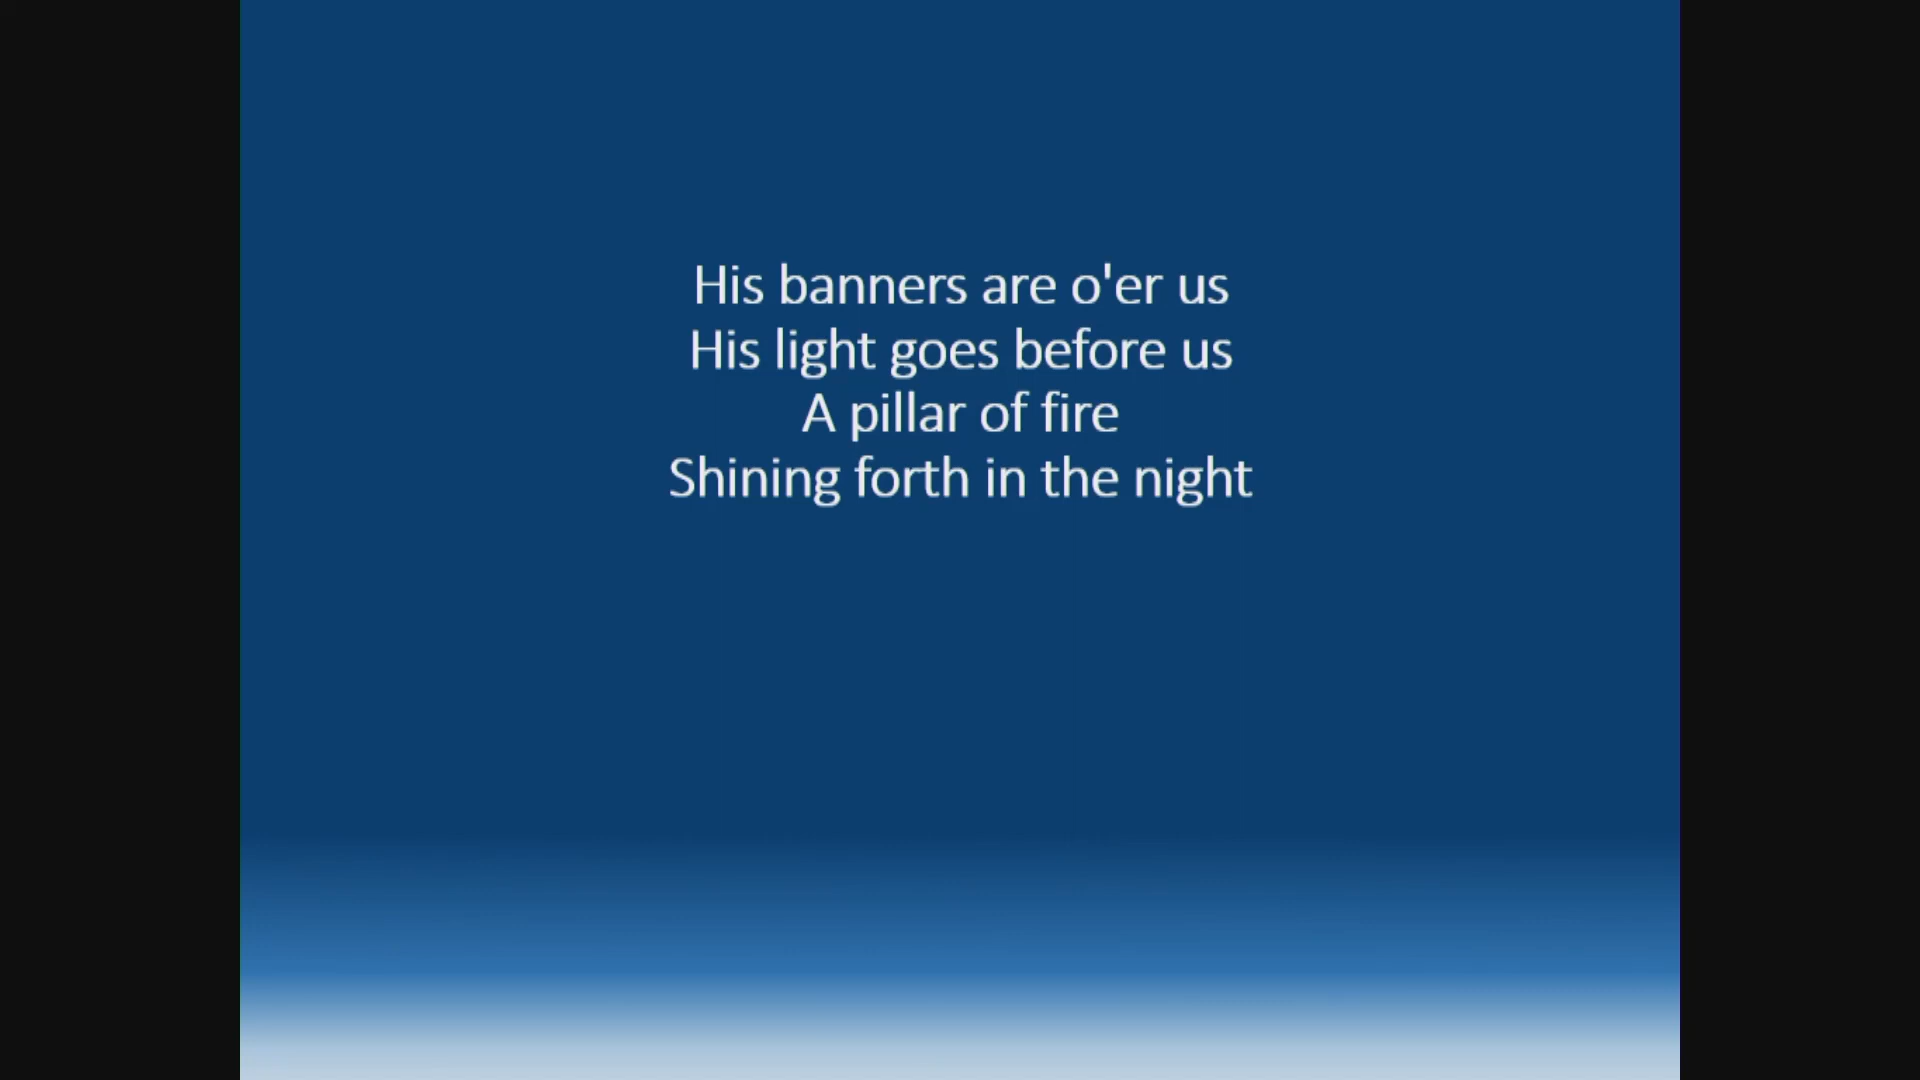 His banners are o'er us
His light goes before us
A pillar of fire
Shining forth in the night